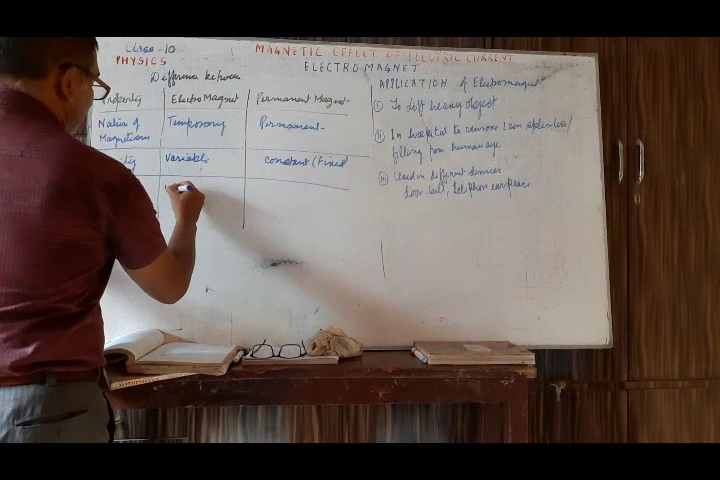 Class-10
MAGNETIC EFFECT OF ELECTRIC CURRENT
PHYSICS
ELECTROMAGNET
Difference between
Property ElectroMagnet Permanent Magnet
Nature of Magnetism Temporary Permanent
Variable constant (Fixed
APPLICATION of Electromagnet
(i) To lift heavy object
(ii) In hospital to remove iron splinters/
filling from human eye
(iii) Used in different devices
Door bell, telephone earpeace